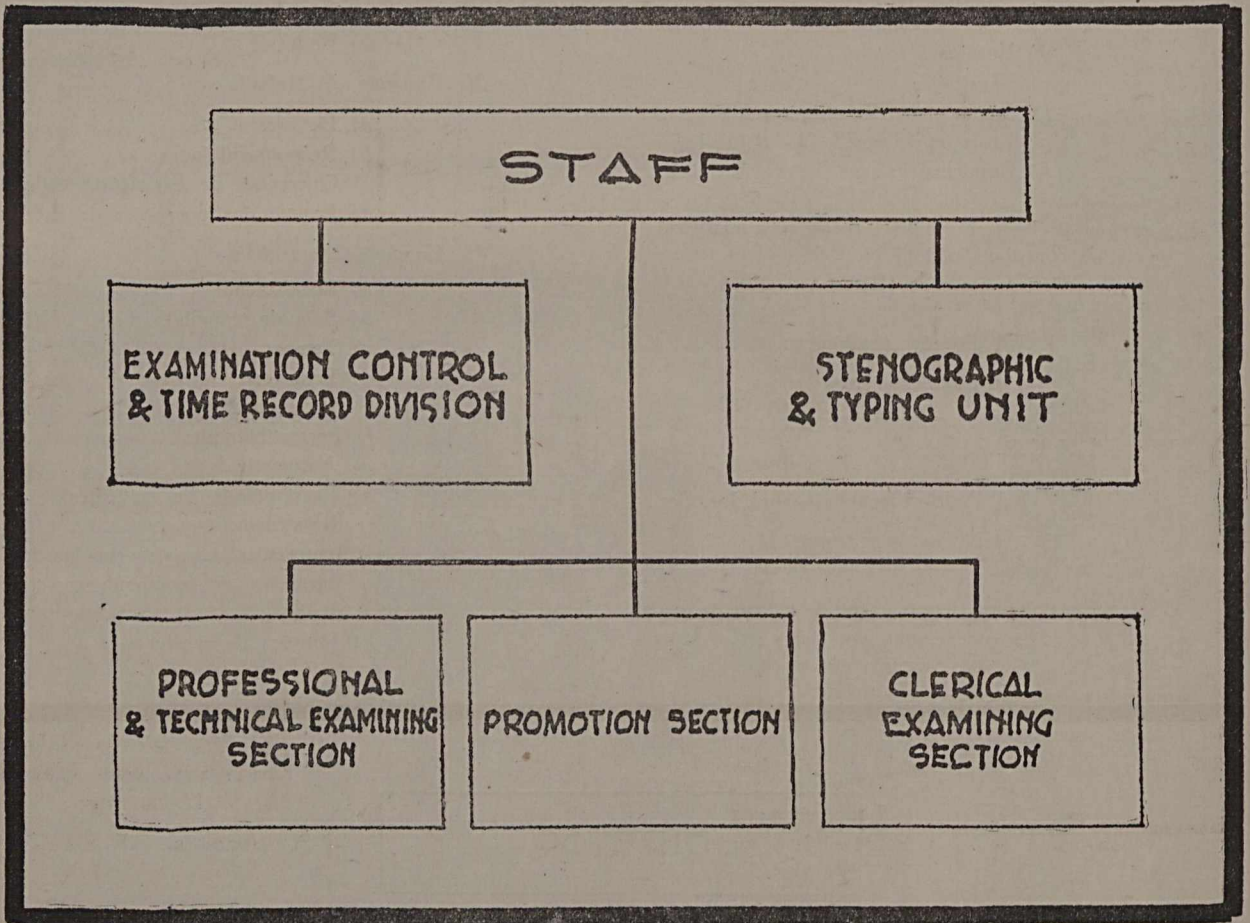 STAFF
EXAMINATION CONTROL
& TIME RECORD DIVISION
STENOGRAPHIC
& TYPING UNIT
PROFESSIONAL
& TECHNICAL EXAMINING
SECTION
PROMOTION SECTION
CLERICAL
EXAMINING
SECTION